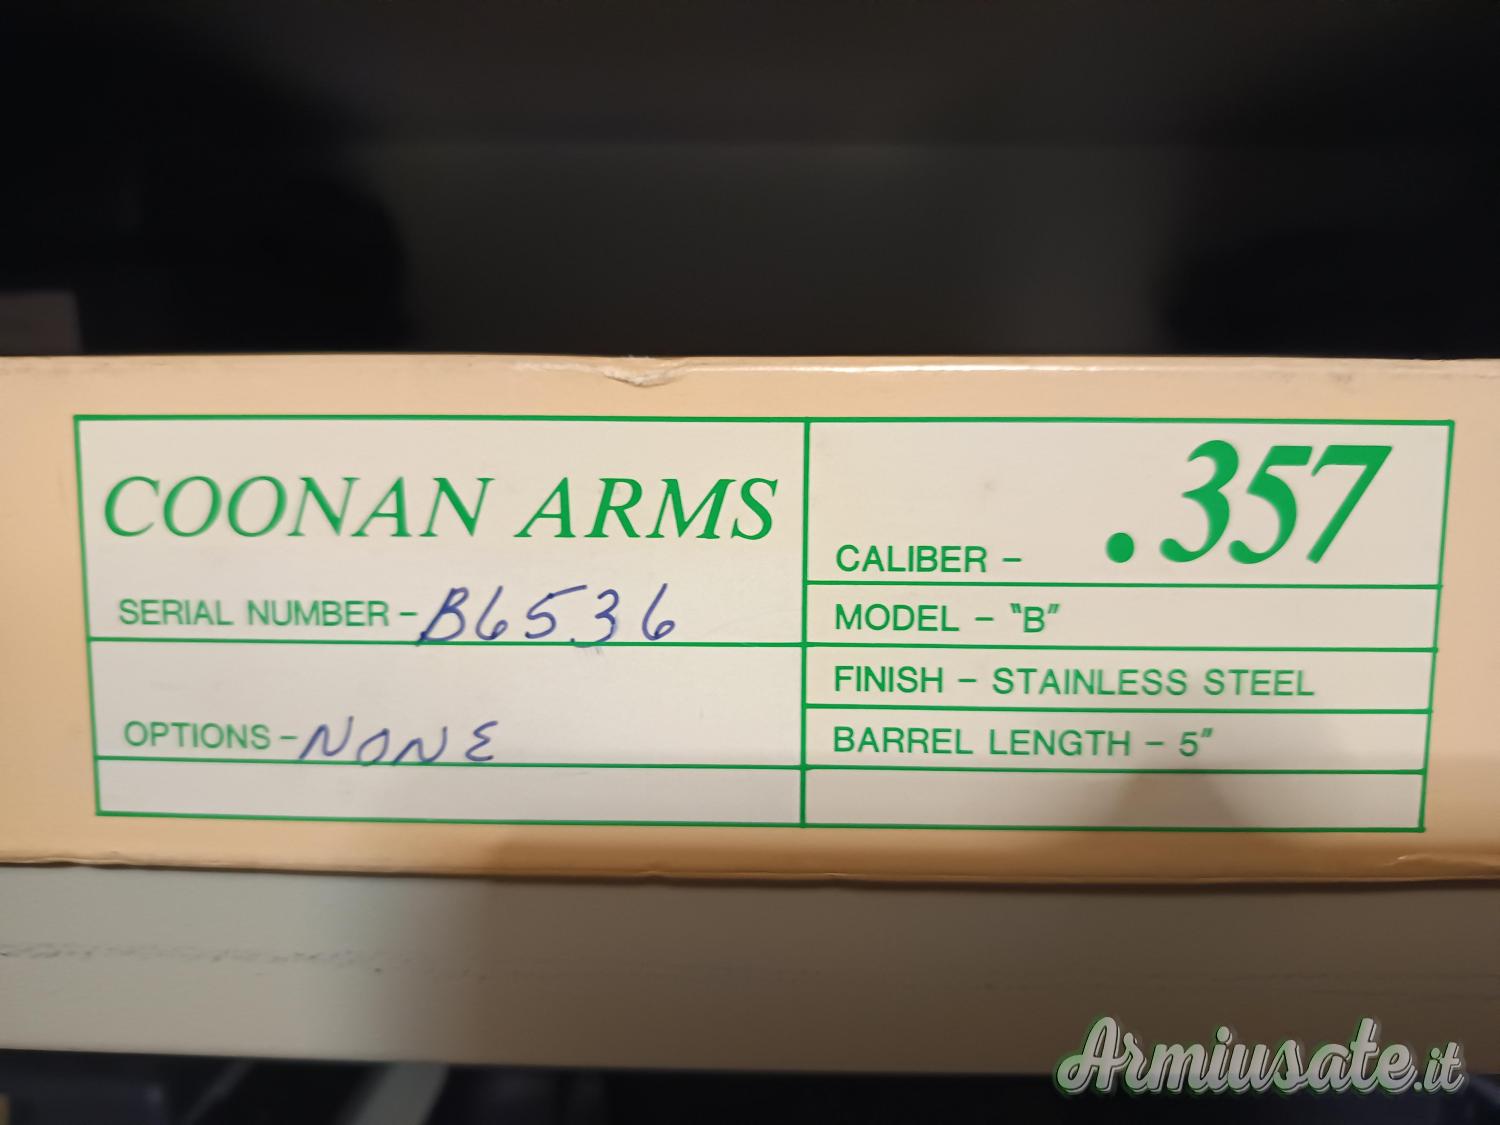 COONAN ARMS
SERIAL NUMBER - B6536
OPTIONS - NONE
CALIBER - .357
MODEL - "B"
FINISH - STAINLESS STEEL
BARREL LENGTH - 5"
Armiusate.it